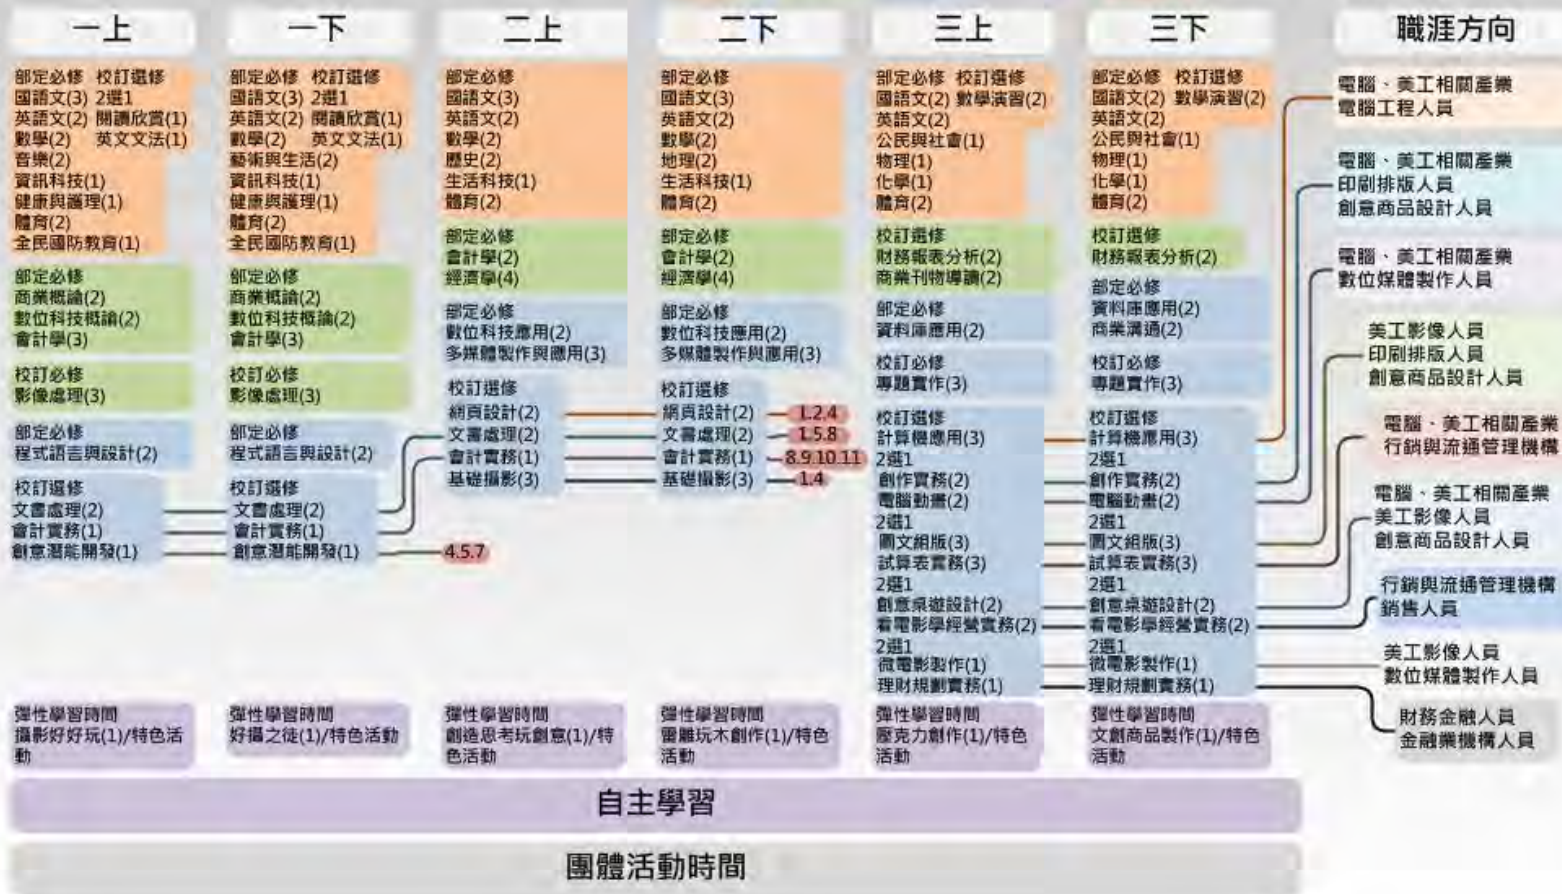 一上
部定必修 校訂選修
國語文(3) 2選1
英語文(2) 閱讀欣賞(1)
數學(2) 英文文法(1)
音樂(2)
資訊科技(1)
健康與護理(1)
體育(2)
全民國防教育(1)
部定必修
商業概論(2)
數位科技概論(2)
會計學(3)
校訂必修
影像處理(3)
部定必修
程式語言與設計(2)
校訂選修
文書處理(2)
會計實務(1)
創意潛能開發(1)
彈性學習時間
攝影好好玩(1)/特色活
動
一下
部定必修 校訂選修
國語文(3) 2選1
英語文(2) 閱讀欣賞(1)
數學(2) 英文文法(1)
藝術與生活(2)
資訊科技(1)
健康與護理(1)
體育(2)
全民國防教育(1)
部定必修
商業概論(2)
數位科技概論(2)
會計學(3)
校訂必修
影像處理(3)
部定必修
程式語言與設計(2)
校訂選修
文書處理(2)
會計實務(1)
創意潛能開發(1)
4.5.7
彈性學習時間
好攝之徒(1)/特色活動
二上
部定必修
國語文(3)
英語文(2)
數學(2)
歷史(2)
生活科技(1)
體育(2)
部定必修
會計學(2)
經濟學(4)
部定必修
數位科技應用(2)
多媒體製作與應用(3)
校訂選修
網頁設計(2)
文書處理(2)
會計實務(1)
基礎攝影(3)
彈性學習時間
創造思考玩創意(1)/特
色活動
二下
部定必修
國語文(3)
英語文(2)
數學(2)
地理(2)
生活科技(1)
體育(2)
部定必修
會計學(2)
經濟學(4)
部定必修
數位科技應用(2)
多媒體製作與應用(3)
校訂選修
網頁設計(2) 1.2.4
文書處理(2) 1.5.8
會計實務(1) 8.9.10.11
基礎攝影(3) 1.4
彈性學習時間
雷雕玩木創作(1)/特色
活動
三上
部定必修 校訂選修
國語文(2) 數學演習(2)
英語文(2)
公民與社會(1)
物理(1)
化學(1)
體育(2)
校訂選修
財務報表分析(2)
商業刊物導讀(2)
部定必修
資料庫應用(2)
校訂必修
專題實作(3)
校訂選修
計算機應用(3)
2選1
創作實務(2)
電腦動畫(2)
2選1
圖文組版(3)
試算表實務(3)
2選1
創意桌遊設計(2)
看電影學經營實務(2)
2選1
微電影製作(1)
理財規劃實務(1)
彈性學習時間
壓克力創作(1)/特色
活動
三下
部定必修 校訂選修
國語文(2) 數學演習(2)
英語文(2)
公民與社會(1)
物理(1)
化學(1)
體育(2)
校訂選修
財務報表分析(2)
部定必修
資料庫應用(2)
商業溝通(2)
校訂必修
專題實作(3)
校訂選修
計算機應用(3)
2選1
創作實務(2)
電腦動畫(2)
2選1
圖文組版(3)
試算表實務(3)
2選1
創意桌遊設計(2)
看電影學經營實務(2)
2選1
微電影製作(1)
理財規劃實務(1)
彈性學習時間
文創商品製作(1)/特色
活動
職涯方向
電腦、美工相關產業
電腦工程人員
電腦、美工相關產業
印刷排版人員
創意商品設計人員
電腦、美工相關產業
數位媒體製作人員
美工影像人員
印刷排版人員
創意商品設計人員
電腦、美工相關產業
行銷與流通管理機構
電腦、美工相關產業
美工影像人員
創意商品設計人員
行銷與流通管理機構
銷售人員
美工影像人員
數位媒體製作人員
財務金融人員
金融業機構人員
自主學習
團體活動時間